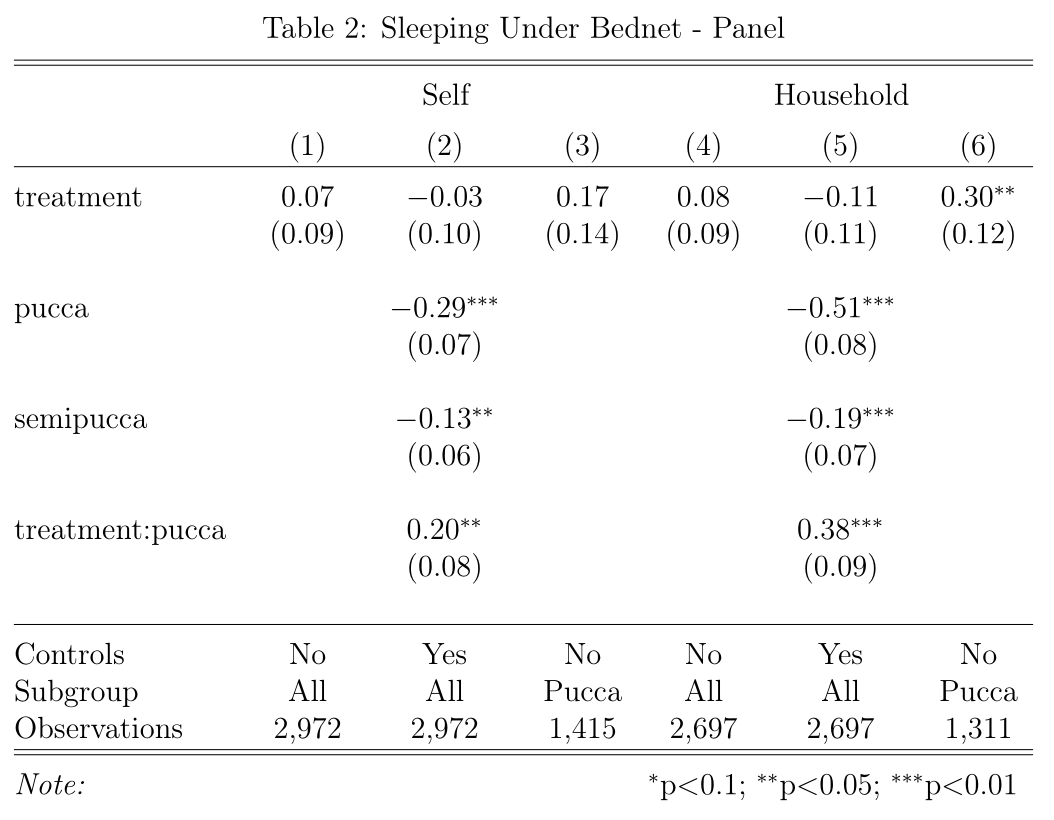 Table 2: Sleeping Under Bednet - Panel
Self Household
(1) (2) (3) (4) (5) (6)
treatment 0.07 −0.03 0.17 0.08 −0.11 0.30**
(0.09) (0.10) (0.14) (0.09) (0.11) (0.12)
pucca −0.29*** −0.51***
(0.07) (0.08)
semipucca −0.13** −0.19***
(0.06) (0.07)
treatment:pucca 0.20** 0.38***
(0.08) (0.09)
Controls No Yes No No Yes No
Subgroup All All Pucca All All Pucca
Observations 2,972 2,972 1,415 2,697 2,697 1,311
Note: *p<0.1; **p<0.05; ***p<0.01